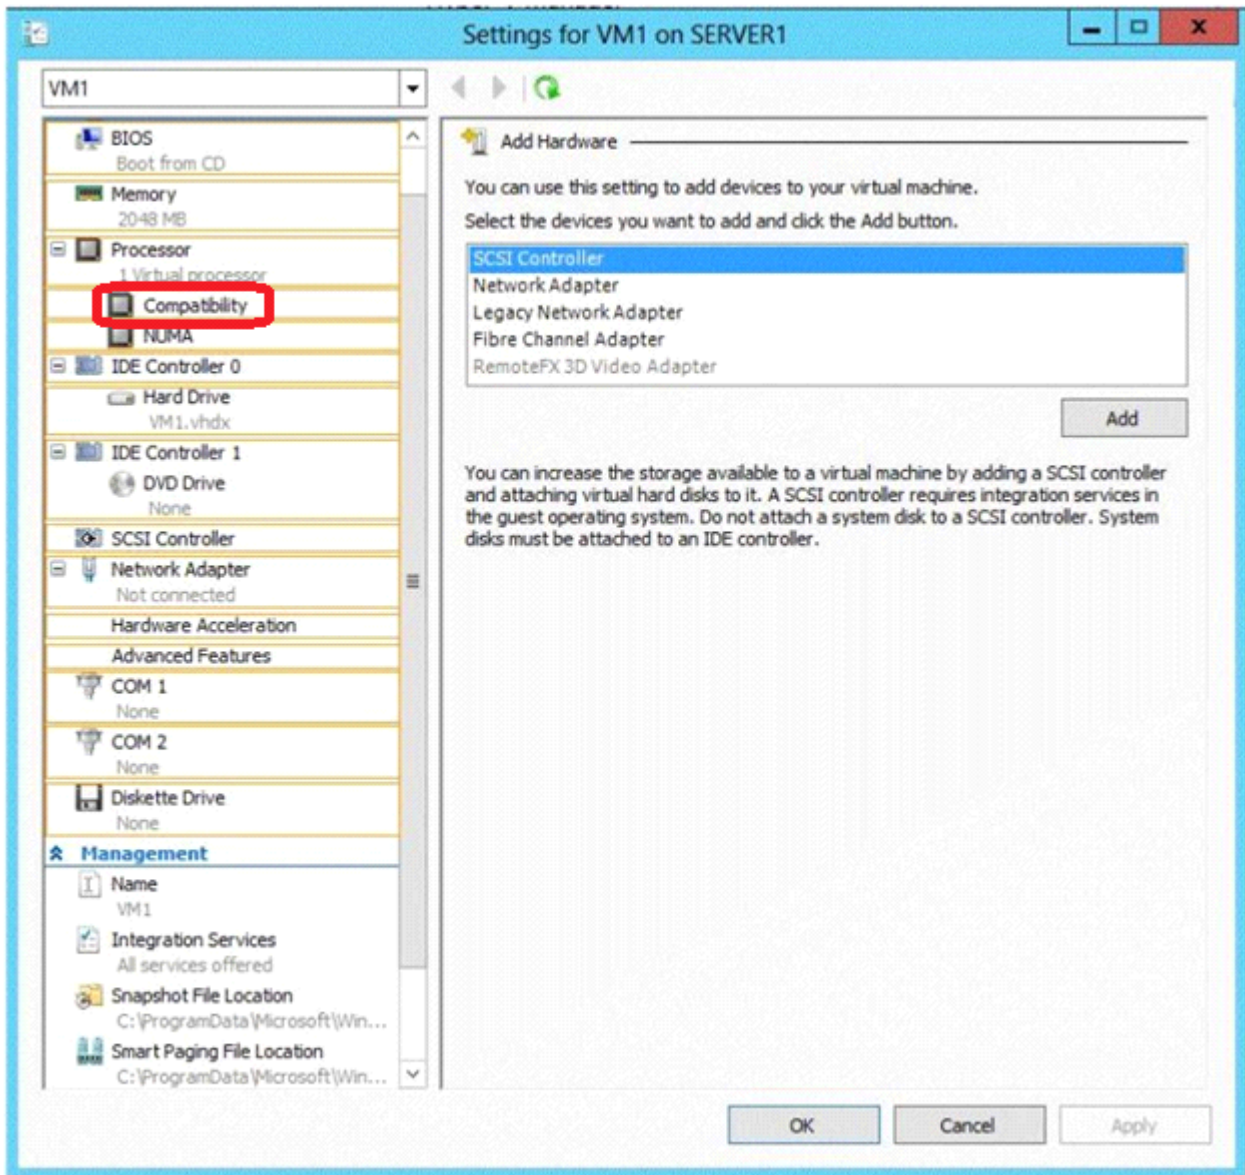 Settings for VM1 on SERVER1
VM1
BIOS
Boot from CD
Memory
2048 MB
Processor
1 Virtual processor
Compatibility
NUMA
IDE Controller 0
Hard Drive
VM1.vhdx
IDE Controller 1
DVD Drive
None
SCSI Controller
Network Adapter
Not connected
Hardware Acceleration
Advanced Features
COM 1
None
COM 2
None
Diskette Drive
None
Management
Name
VM1
Integration Services
All services offered
Snapshot File Location
C:\ProgramData\Microsoft\Win...
Smart Paging File Location
C:\ProgramData\Microsoft\Win...
Add Hardware
You can use this setting to add devices to your virtual machine.
Select the devices you want to add and click the Add button.
SCSI Controller
Network Adapter
Legacy Network Adapter
Fibre Channel Adapter
RemoteFX 3D Video Adapter
Add
You can increase the storage available to a virtual machine by adding a SCSI controller
and attaching virtual hard disks to it. A SCSI controller requires integration services in
the guest operating system. Do not attach a system disk to a SCSI controller. System
disks must be attached to an IDE controller.
OK
Cancel
Apply